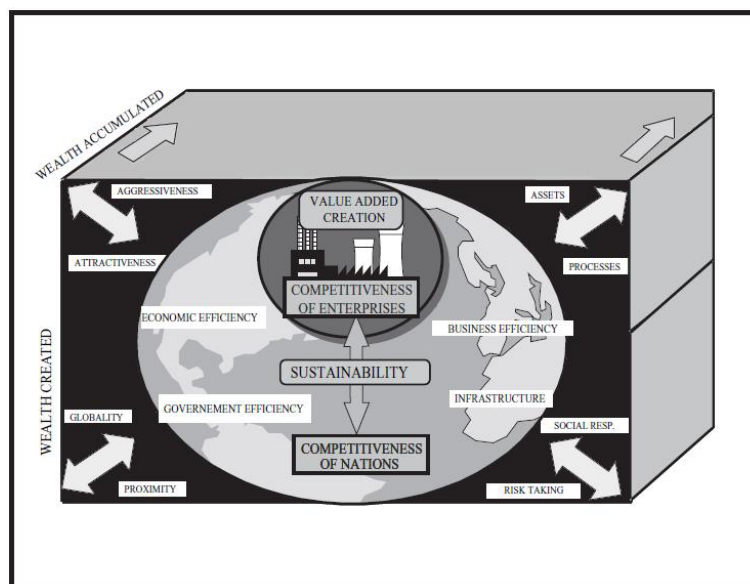 WEALTH ACCUMULATED
AGGRESSIVENESS
ASSETS
VALUE ADDED
CREATION
ATTRACTIVENESS
PROCESSES
COMPETITIVENESS
OF ENTERPRISES
ECONOMIC EFFICIENCY
BUSINESS EFFICIENCY
SUSTAINABILITY
WEALTH CREATED
GOVERNEMENT EFFICIENCY
INFRASTRUCTURE
GLOBALITY
SOCIAL RESP.
COMPETITIVENESS
OF NATIONS
PROXIMITY
RISK TAKING